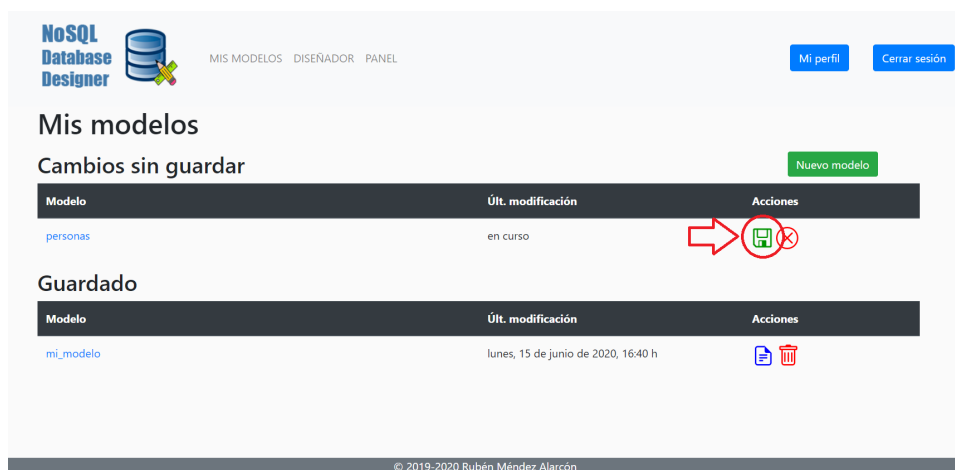 NoSQL
Database
Designer
MIS MODELOS DISEÑADOR PANEL
Mi perfil
Cerrar sesión
Mis modelos
Cambios sin guardar
Nuevo modelo
Modelo Últ. modificación Acciones
personas en curso
Guardado
Modelo Últ. modificación Acciones
mi_modelo lunes, 15 de junio de 2020, 16:40 h
© 2019-2020 Rubén Méndez Alarcón